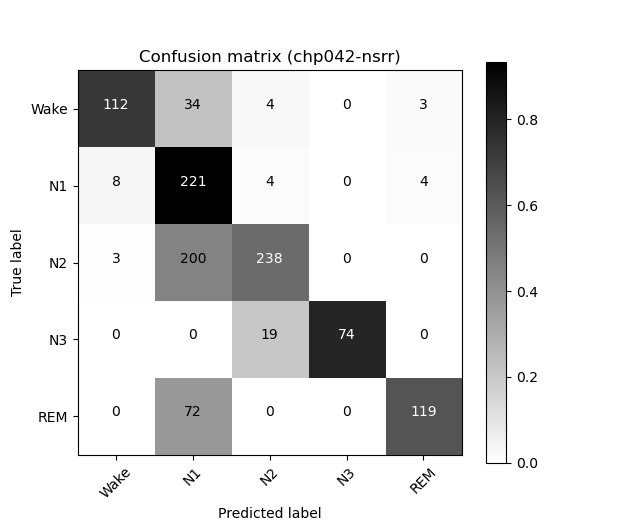 Confusion matrix (chp042-nsrr)
Wake 112 34 4 0 3
N1 8 221 4 0 4
N2 3 200 238 0 0
N3 0 0 19 74 0
REM 0 72 0 0 119
Wake N1 N2 N3 REM
True label
Predicted label
0.8
0.6
0.4
0.2
0.0